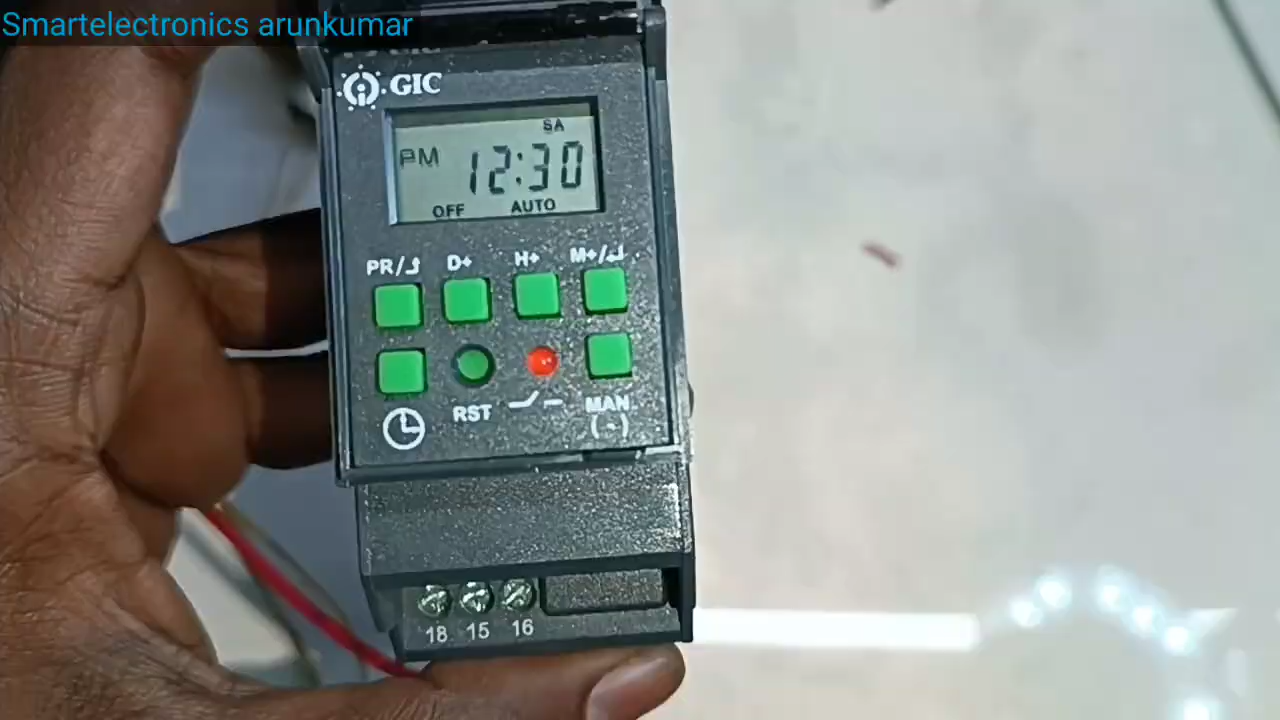 Smartelectronics arunkumar
GIC
SA
PM 12:30
OFF AUTO
PR/ D+ H+ M+/
RST MAN
(-)
18 15 16